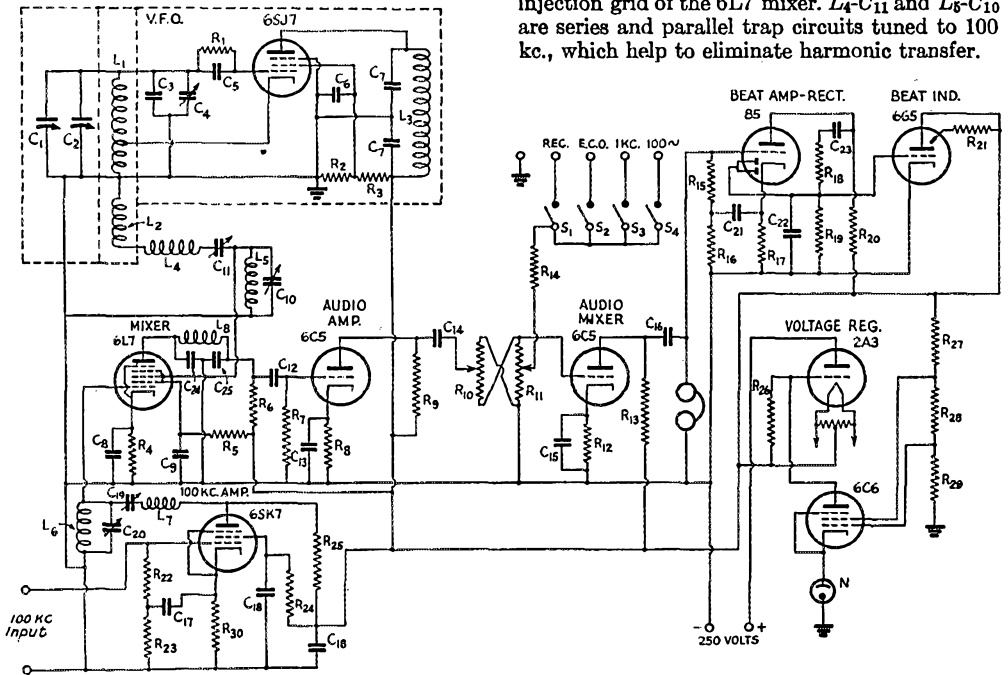 injection grid of the 6L7 mixer. L4-C11 and L5-C10
are series and parallel trap circuits tuned to 100
kc., which help to eliminate harmonic transfer.
V.F.O.
6SJ7
R1
L1
C3
C4
C5
C6
C7
L3
C1
C2
C7
R2
R3
L2
L4
C11
L5
C10
BEAT AMP-RECT.
85
BEAT IND.
6G5
R21
C23
R18
R15
C21
C22
R16
R17
R19
R20
REC. E.C.O. 1KC. 100~
S1 S2 S3 S4
R14
MIXER
6L7
L8
C24
C25
C12
AUDIO
AMP.
6C5
C14
AUDIO
MIXER
6C5
C16
VOLTAGE REG.
2A3
R27
R6
R7
R9
R10
R11
R13
R26
R28
C8
R4
C9
R5
C13
R8
C15
R12
R29
6C6
100 KC. AMP.
6SK7
C19
L7
L6
C20
R25
R22
C17
R23
R30
C18
R24
C18
N
100 KC
Input
- +
250 VOLTS